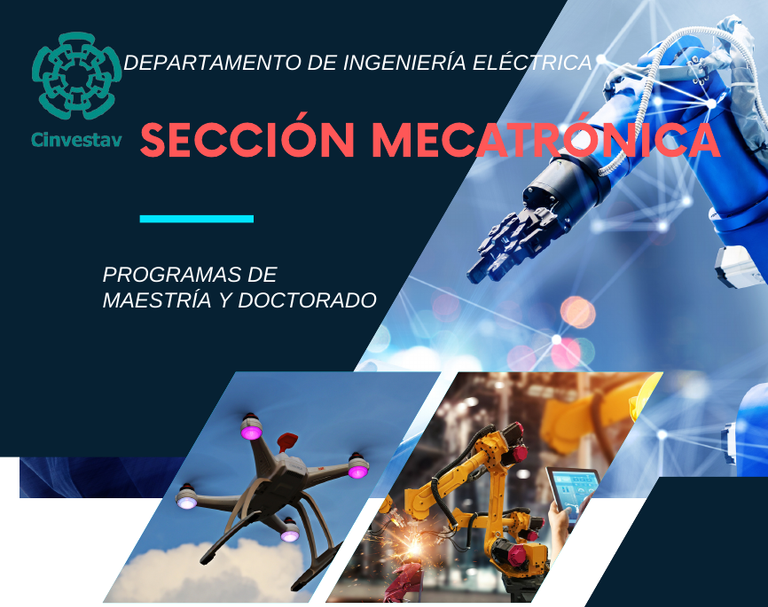 DEPARTAMENTO DE INGENIERÍA ELÉCTRICA
Cinvestav
SECCIÓN MECATRÓNICA
PROGRAMAS DE
MAESTRÍA Y DOCTORADO